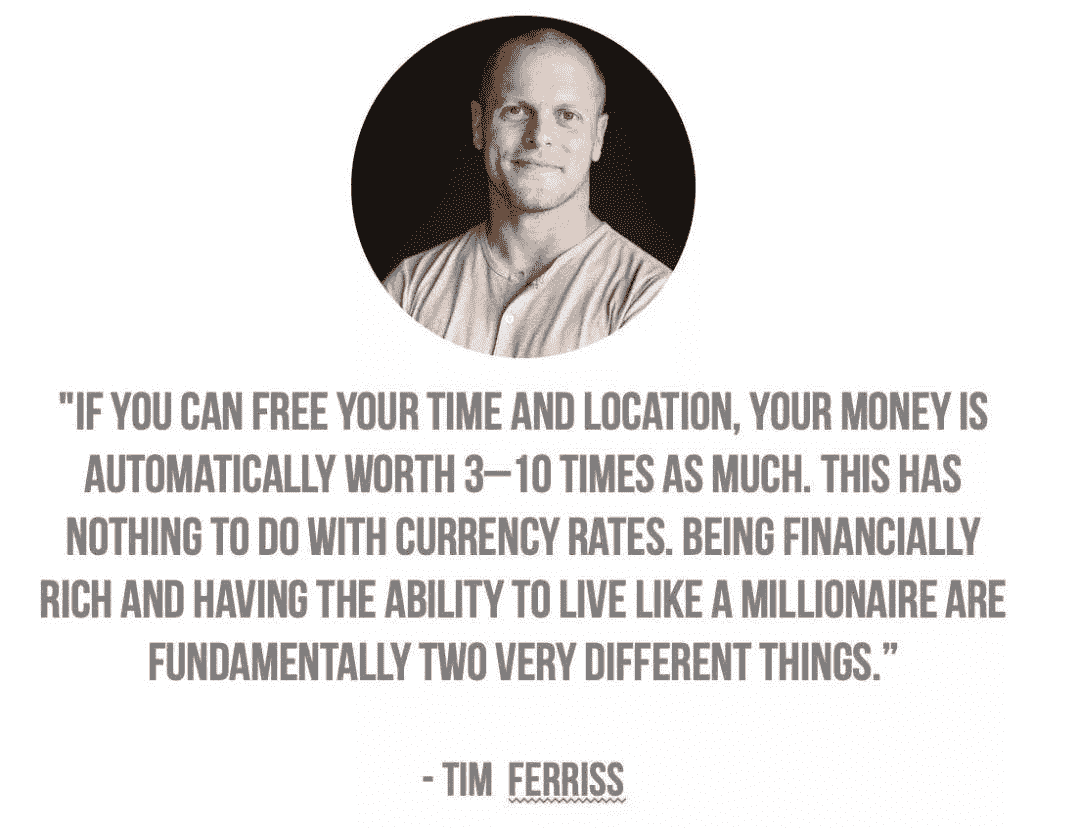 "IF YOU CAN FREE YOUR TIME AND LOCATION, YOUR MONEY IS
AUTOMATICALLY WORTH 3–10 TIMES AS MUCH. THIS HAS
NOTHING TO DO WITH CURRENCY RATES. BEING FINANCIALLY
RICH AND HAVING THE ABILITY TO LIVE LIKE A MILLIONAIRE ARE
FUNDAMENTALLY TWO VERY DIFFERENT THINGS.”
- TIM FERRISS